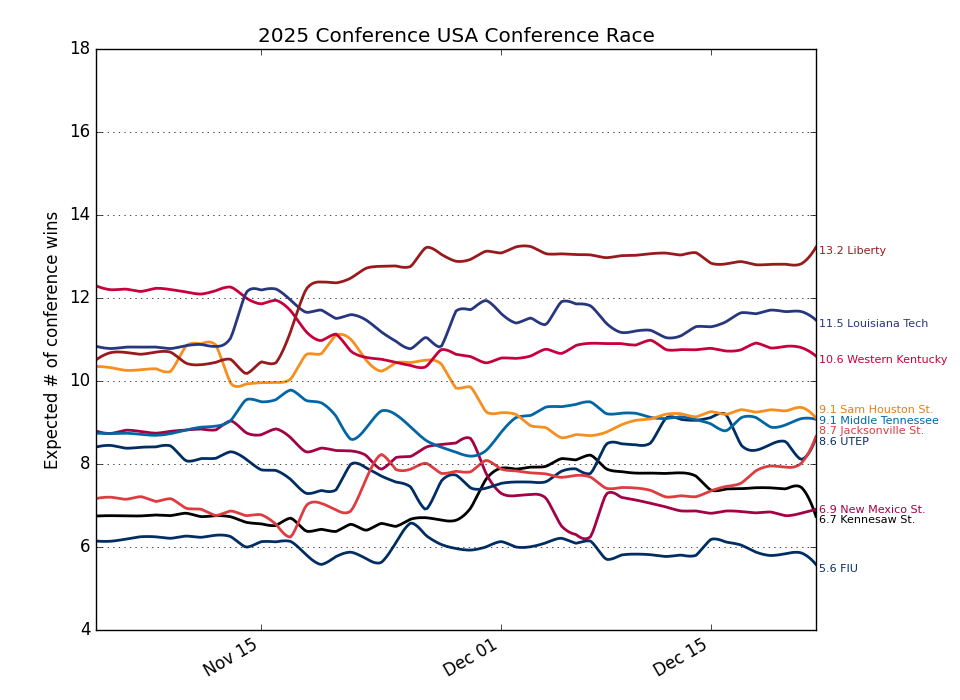 2025 Conference USA Conference Race
Expected # of conference wins
18
16
14
12
10
8
6
4
Nov 15
Dec 01
Dec 15
13.2 Liberty
11.5 Louisiana Tech
10.6 Western Kentucky
9.1 Sam Houston St.
9.1 Middle Tennessee
8.7 Jacksonville St.
8.6 UTEP
6.9 New Mexico St.
6.7 Kennesaw St.
5.6 FIU